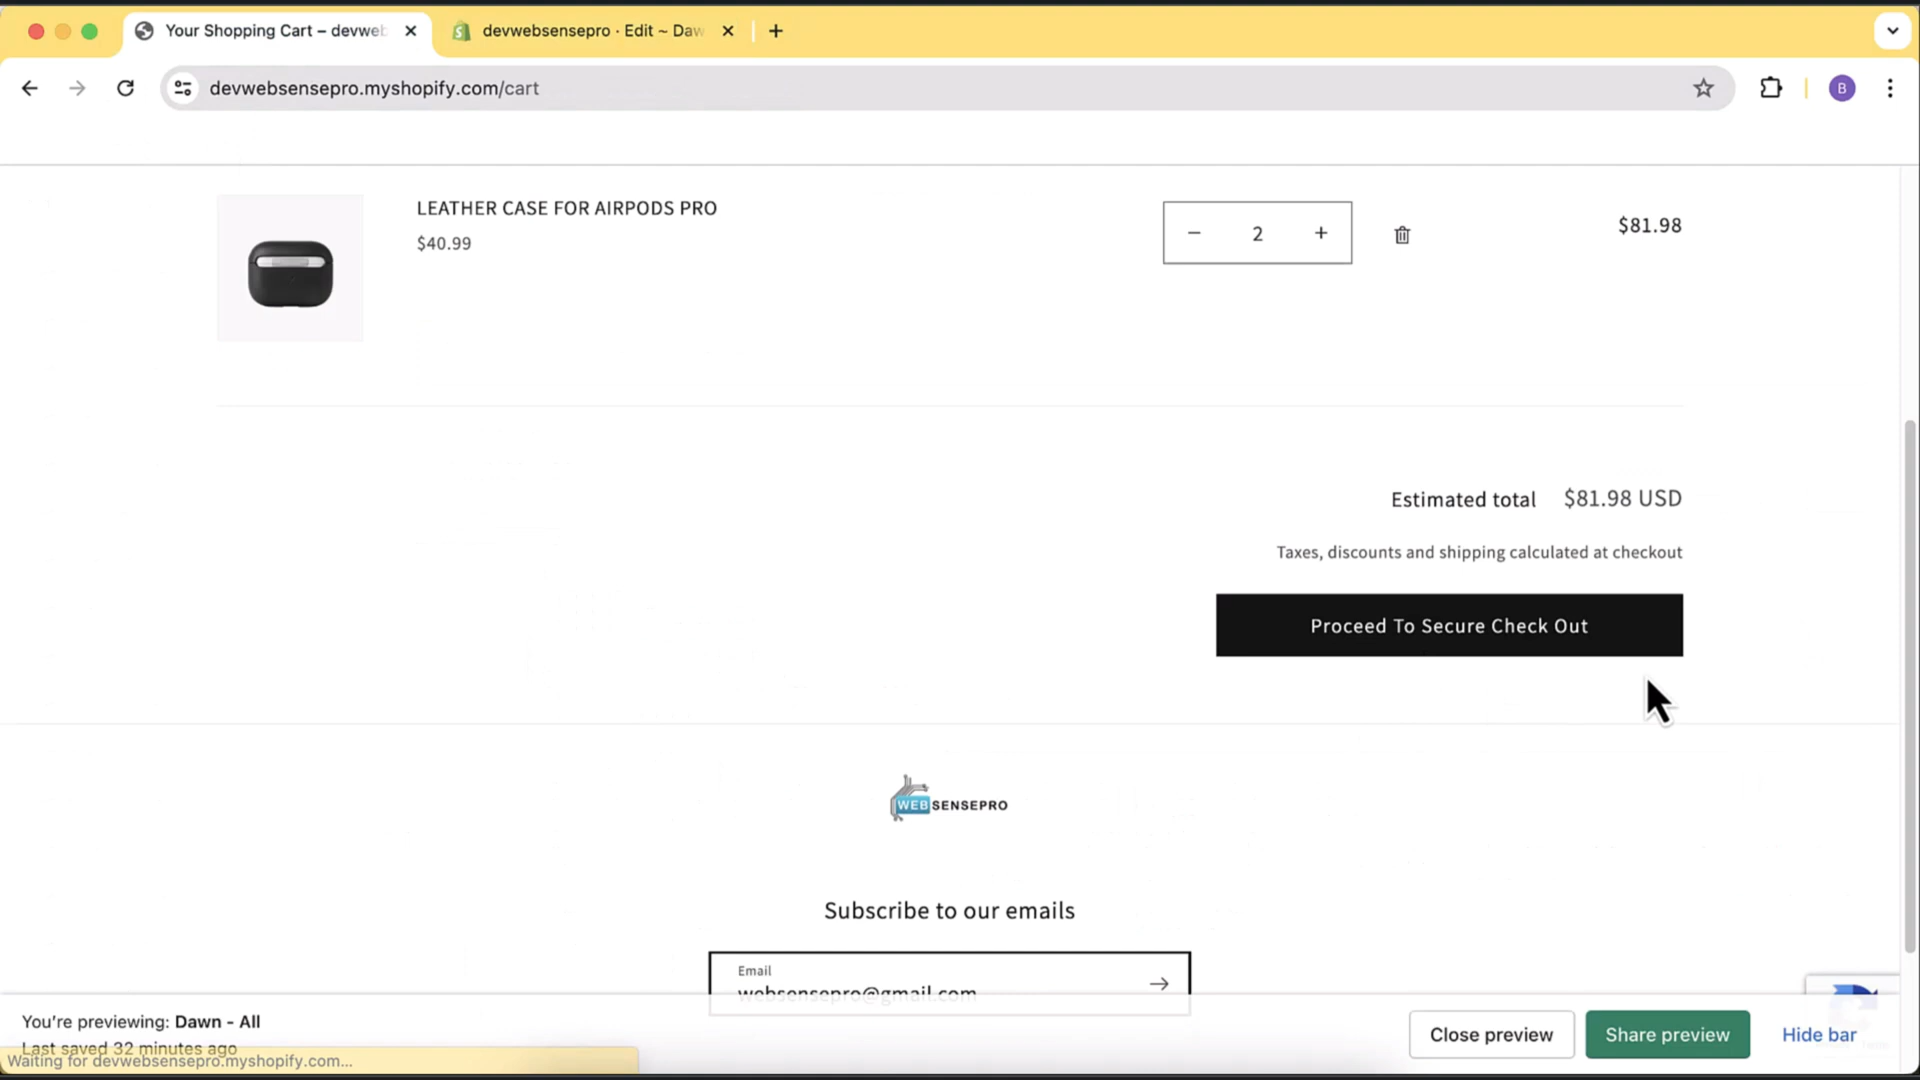 Your Shopping Cart – devweb
devwebsensepro · Edit ~ Daw
devwebsensepro.myshopify.com/cart
B
LEATHER CASE FOR AIRPODS PRO
$40.99
2
$81.98
Estimated total $81.98 USD
Taxes, discounts and shipping calculated at checkout
Proceed To Secure Check Out
WEBSENSEPRO
Subscribe to our emails
Email
websensepro@gmail.com
You're previewing: Dawn - All
Last saved 32 minutes ago
Close preview
Share preview
Hide bar
Waiting for devwebsensepro.myshopify.com...